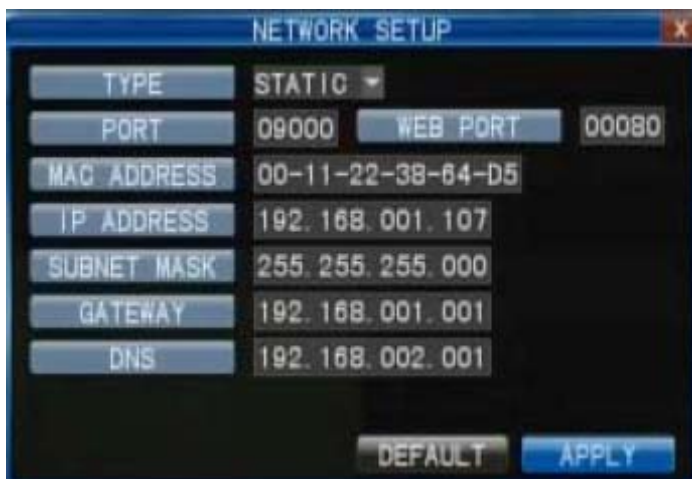 NETWORK SETUP X
TYPE STATIC
PORT 09000 WEB PORT 00080
MAC ADDRESS 00-11-22-38-64-D5
IP ADDRESS 192.168.001.107
SUBNET MASK 255.255.255.000
GATEWAY 192.168.001.001
DNS 192.168.002.001
DEFAULT APPLY